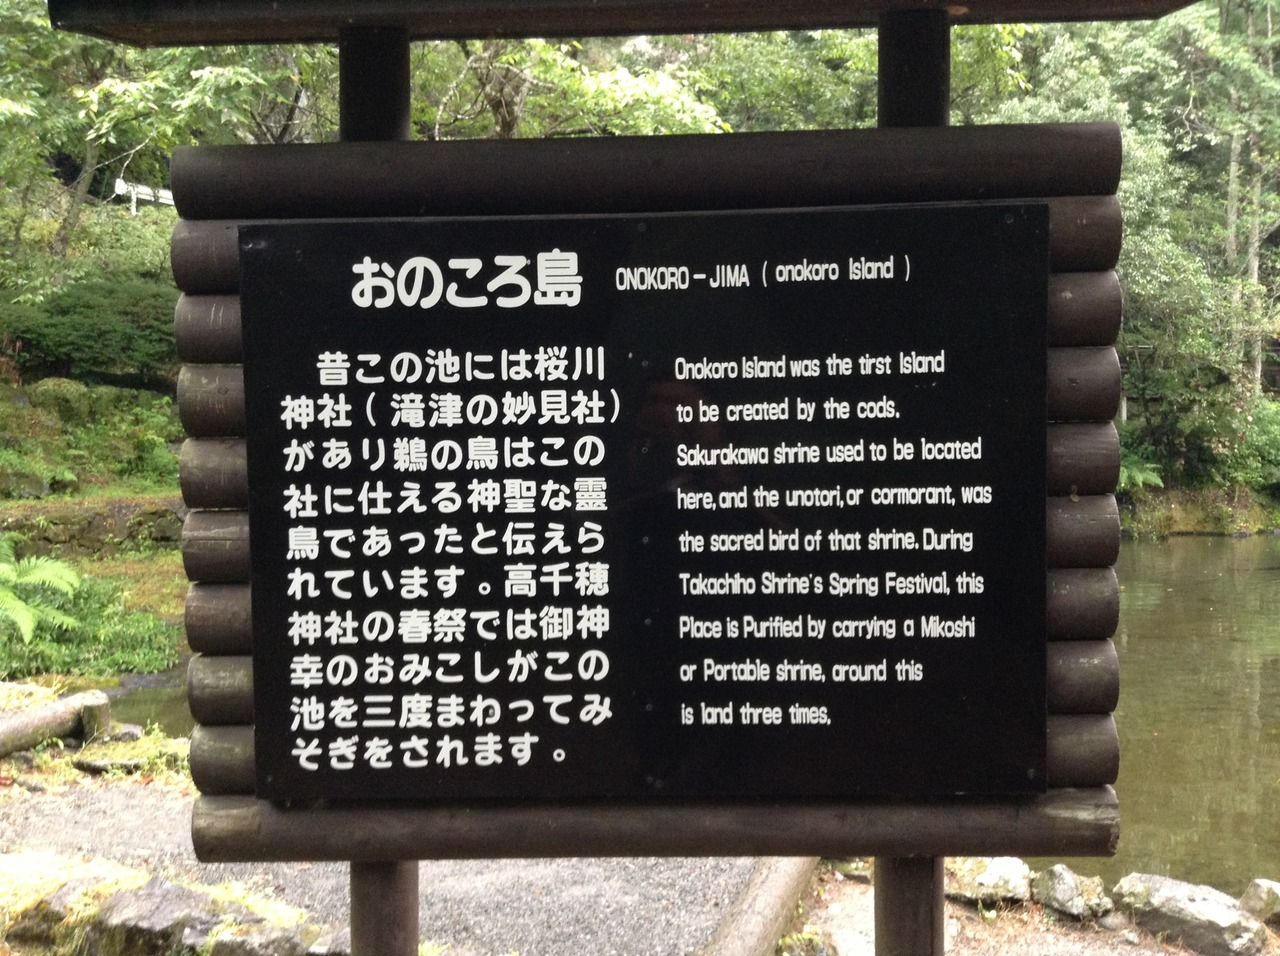 おのころ島 ONOKORO-JIMA ( onokoro Island )
昔この池には桜川
神社(滝津の妙見社)
があり鵜の鳥はこの
社に仕える神聖な靈
鳥であったと伝えら
れています。高千穂
神社の春祭では御神
幸のおみこしがこの
池を三度まわってみ
そぎをされます。
Onokoro Island was the tirst Island
to be created by the cods.
Sakurakawa shrine used to be located
here, and the unotori, or cormorant, was
the sacred bird of that shrine. During
Takachiho Shrine's Spring Festival, this
Place is Purified by carrying a Mikoshi
or Portable shrine, around this
is land three times,